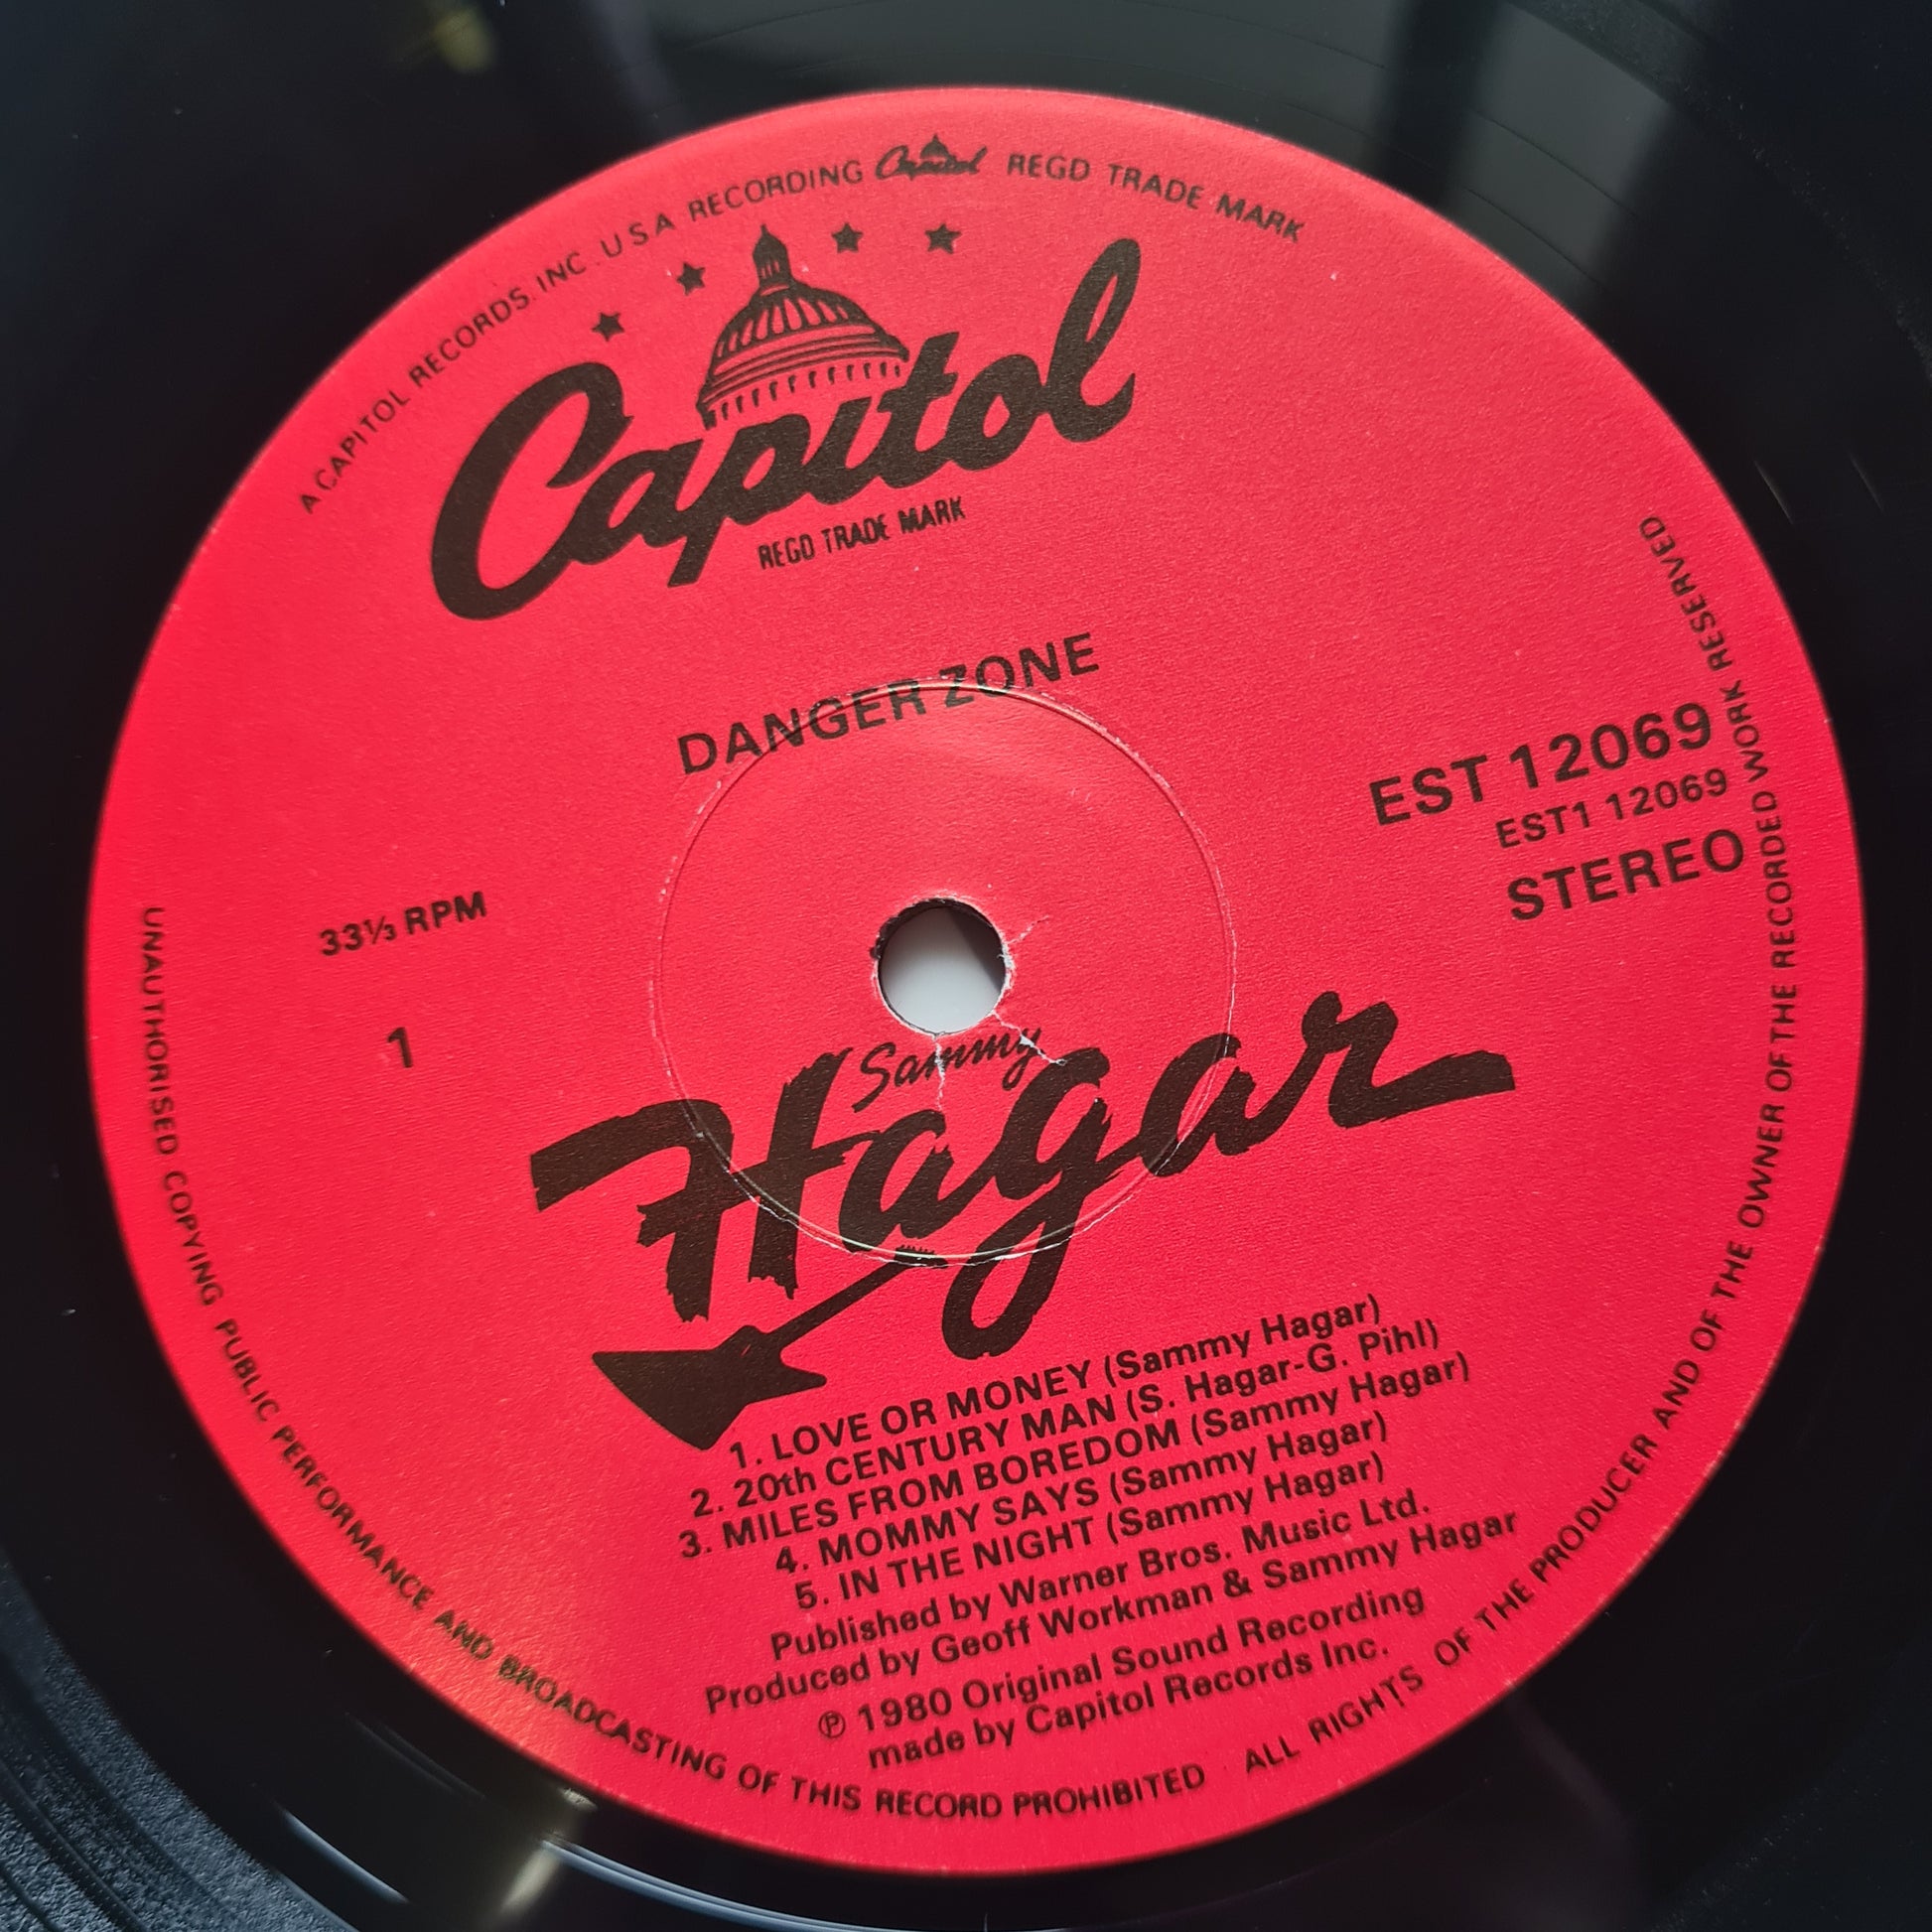 A CAPITOL RECORDS INC. U S A RECORDING Capitol REGD TRADE MARK
Capitol
REGD TRADE MARK
DANGER ZONE
EST 12069
EST1 12069
STEREO
33⅓ RPM
1
Sammy
Hagar
1. LOVE OR MONEY (Sammy Hagar)
2. 20th CENTURY MAN (S. Hagar-G. Pihl)
3. MILES FROM BOREDOM (Sammy Hagar)
4. MOMMY SAYS (Sammy Hagar)
5. IN THE NIGHT (Sammy Hagar)
Published by Warner Bros. Music Ltd.
Produced by Geoff Workman & Sammy Hagar
℗ 1980 Original Sound Recording
made by Capitol Records Inc.
UNAUTHORISED COPYING PUBLIC PERFORMANCE AND BROADCASTING OF THIS RECORD PROHIBITED · ALL RIGHTS OF THE PRODUCER AND OF THE OWNER OF THE RECORDED WORK RESERVED